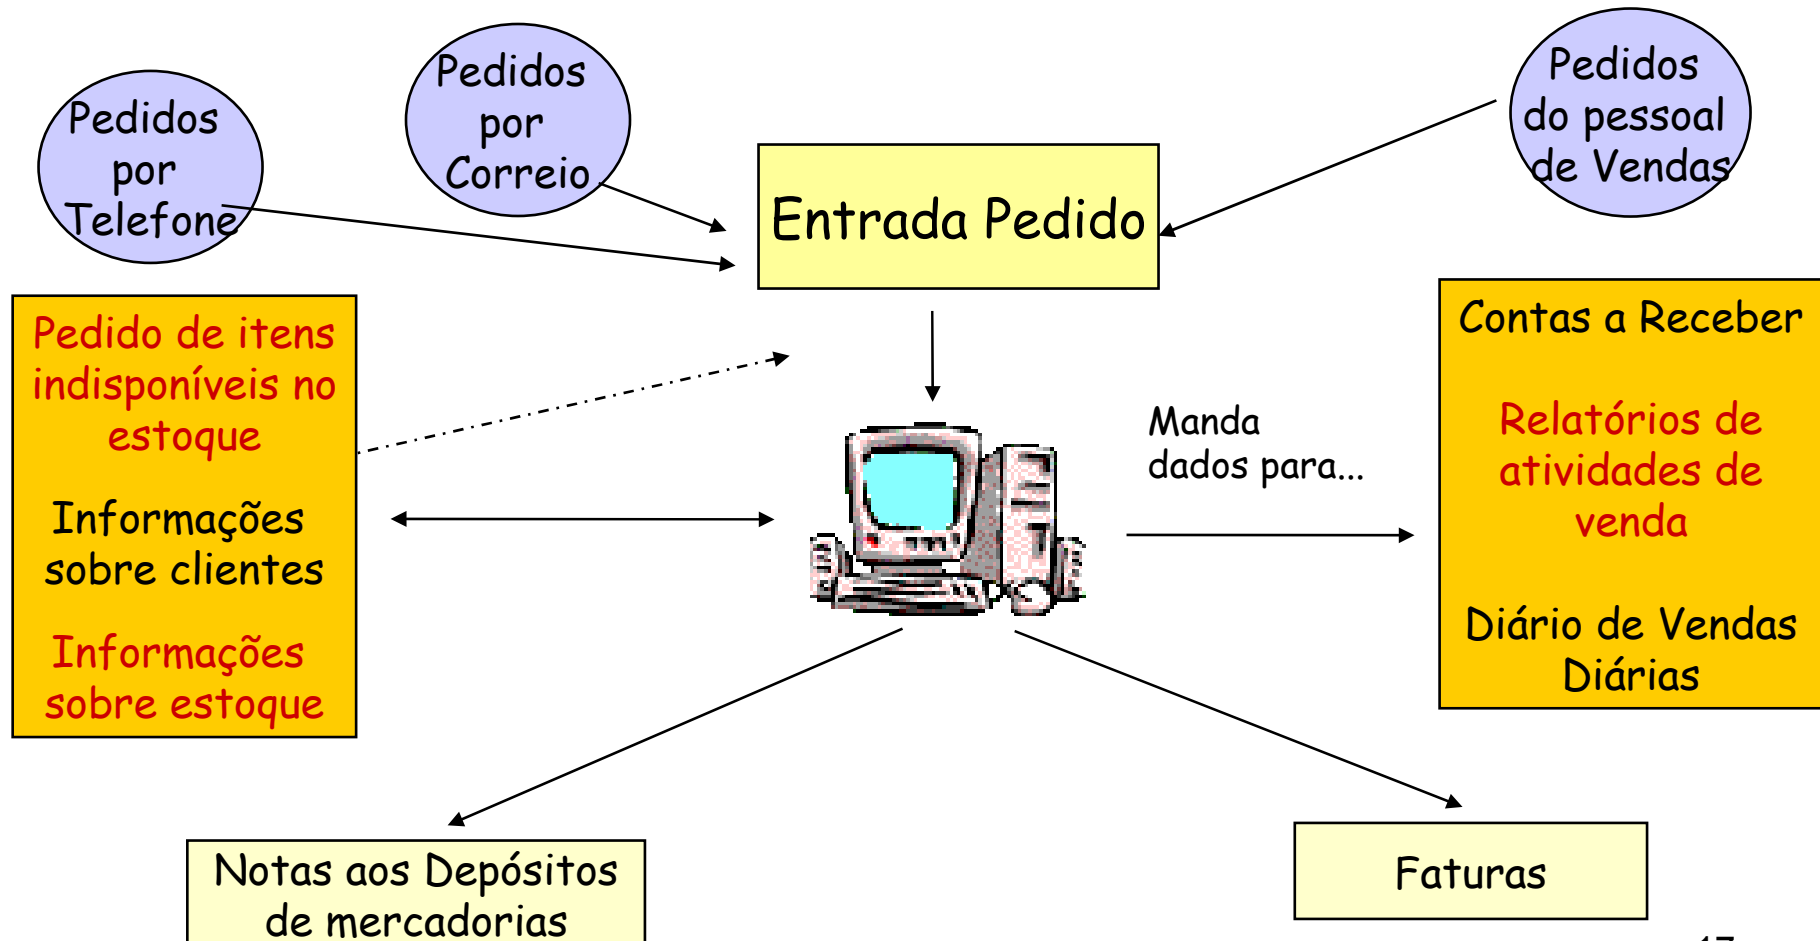 Pedidos
por
Telefone
Pedidos
por
Correio
Pedidos
do pessoal
de Vendas
Entrada Pedido
Pedido de itens
indisponíveis no
estoque
Informações
sobre clientes
Informações
sobre estoque
Manda
dados para...
Contas a Receber
Relatórios de
atividades de
venda
Diário de Vendas
Diárias
Notas aos Depósitos
de mercadorias
Faturas